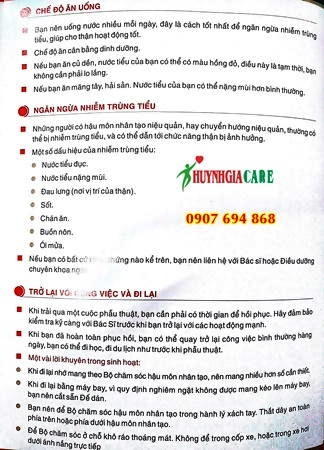 CHẾ ĐỘ ĂN UỐNG
Bạn nên uống nước nhiều mỗi ngày, đây là cách tốt nhất để ngăn ngừa nhiễm trùng
tiểu, giúp cho thận hoạt động tốt.
Chế độ ăn cân bằng dinh dưỡng.
Nếu bạn ăn củ dền, nước tiểu của bạn có thể có màu hồng đỏ, điều này là tạm thời, bạn
không cần phải lo lắng.
Nếu bạn ăn măng tây, hải sản. Nước tiểu của bạn có thể nặng mùi hơn bình thường.
NGĂN NGỪA NHIỄM TRÙNG TIỂU
Những người có hậu môn nhân tạo niệu quản, hay chuyển hướng niệu quản, thường có
thể bị nhiễm trùng tiểu, và có thể dẫn tới chức năng thận bị ảnh hưởng.
Một số dấu hiệu của nhiễm trùng tiểu:
Nước tiểu đục.
Nước tiểu nặng mùi.
Đau lưng (nơi vị trí của thận).
Sốt.
Chán ăn.
Buồn nôn.
Ói mửa.
HUYNHGIA CARE
0907 694 868
Nếu bạn có bất cứ chứng nào kể trên, bạn nên liên hệ với Bác sĩ hoặc Điều dưỡng
chuyên khoa
TRỞ LẠI VỚI CÔNG VIỆC VÀ ĐI LẠI
Khi trải qua một cuộc phẫu thuật, bạn cần phải có thời gian để hồi phục. Hãy đảm bảo
kiểm tra kỹ càng với Bác Sĩ trước khi bạn trở lại với các hoạt động mạnh.
Khi bạn đã hoàn toàn phục hồi, bạn có thể quay trở lại công việc bình thường hàng
ngày, bạn có thể đi học, đi du lịch như trước khi phẫu thuật.
Một vài lời khuyên trong sinh hoạt:
Khi đi lại nhớ mang theo Bộ chăm sóc hậu môn nhân tạo, nên mang nhiều hơn số cần thiết.
Khi đi lại bằng máy bay, vì quy định nghiêm ngặt không được mang kéo lên máy bay,
bạn nên cắt sẵn Đế dán.
Bạn nên để Bộ chăm sóc hậu môn nhân tạo trong hành lý xách tay. Thắt dây an toàn
phía trên hoặc phía dưới hậu môn nhân tạo.
Để Bộ chăm sóc ở chỗ khô ráo thoáng mát. Không để trong cốp xe, hoặc trong xe hơi
dưới ánh nắng trực tiếp